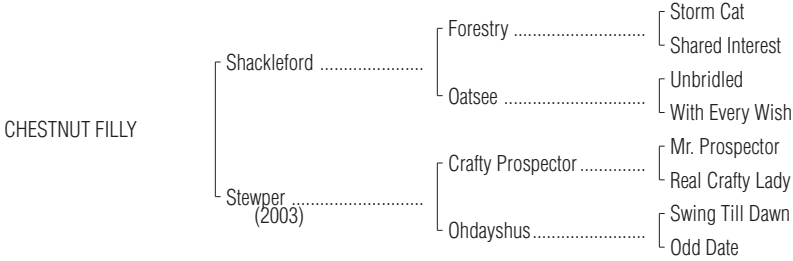 Storm Cat
Forestry ............................
Shared Interest
Shackleford ......................
Unbridled
Oatsee ..............................
With Every Wish
CHESTNUT FILLY
Mr. Prospector
Crafty Prospector ..............
Real Crafty Lady
Stewper ............................
(2003)
Swing Till Dawn
Ohdayshus ........................
Odd Date